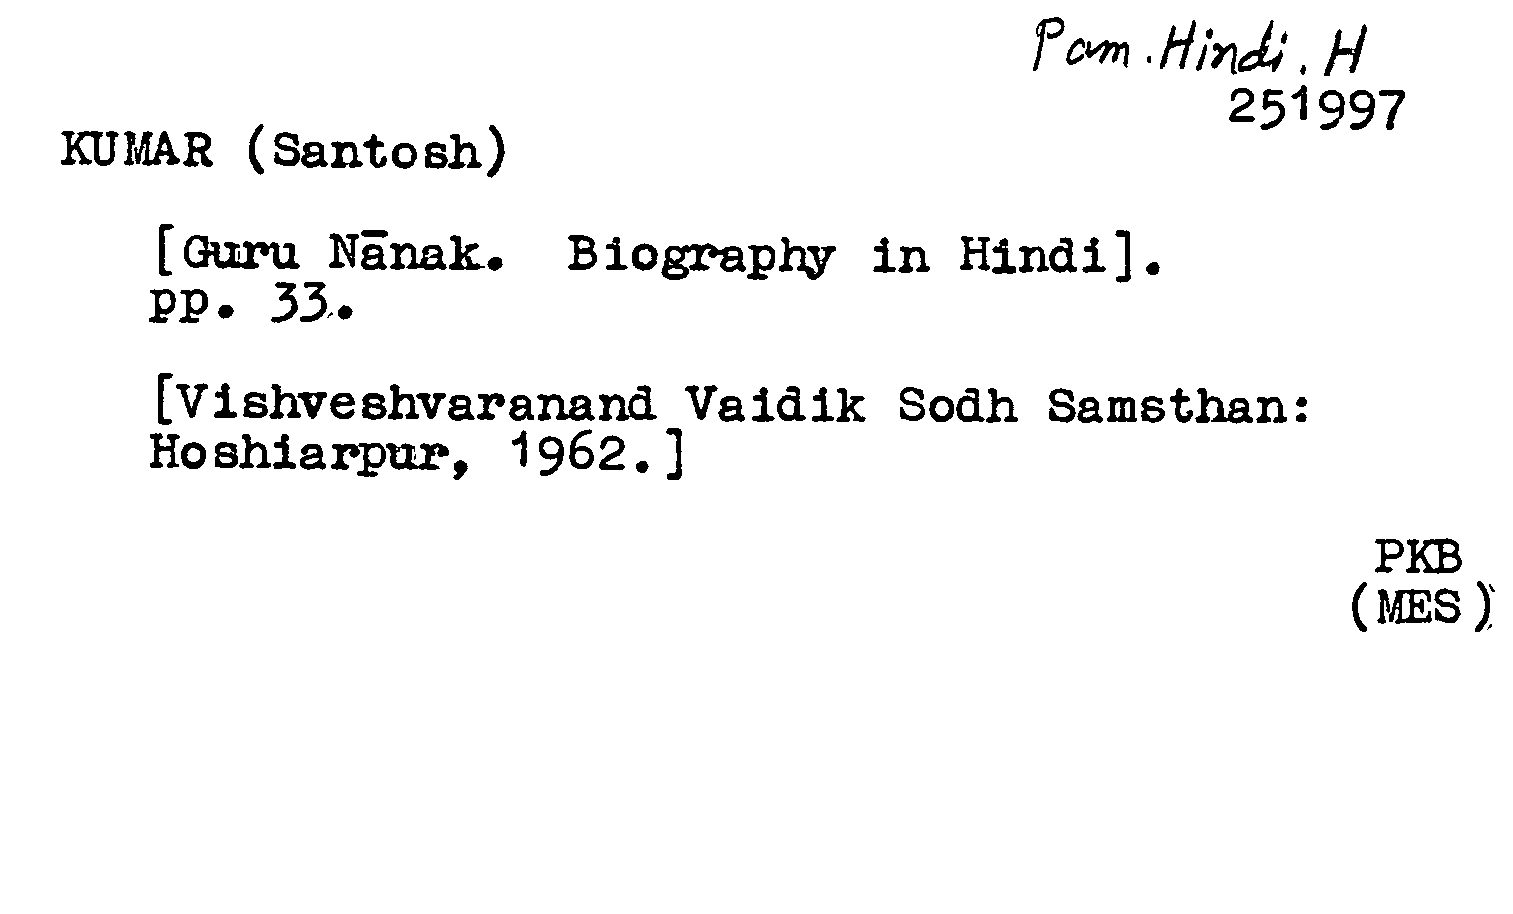 Pam. Hindi. H
251997
KUMAR (Santosh)
[Guru Nānak. Biography in Hindi].
pp. 33.
[Vishveshvaranand Vaidik Sodh Samsthan:
Hoshiarpur, 1962.]
PKB
(MES)